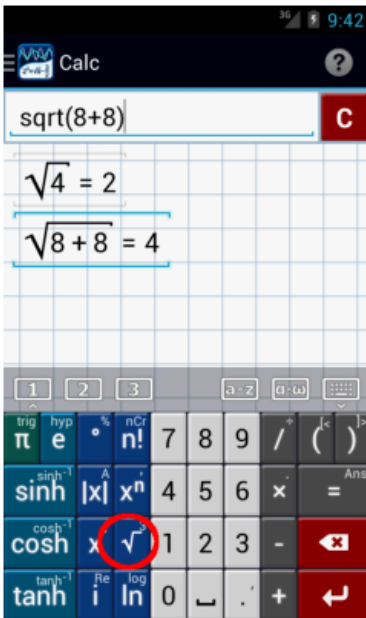 3G 9:42
Calc ?
sqrt(8+8) C
√4 = 2
√8 + 8 = 4
1 2 3 a-z α-ω
trig hyp % nCr ÷ [< >]
π e ° n! 7 8 9 / ( )
sinh⁻¹ A Ans
sinh |x| xⁿ 4 5 6 × =
cosh⁻¹ 3
cosh x √ 1 2 3 -
tanh⁻¹ Re log
tanh i ln 0 . +